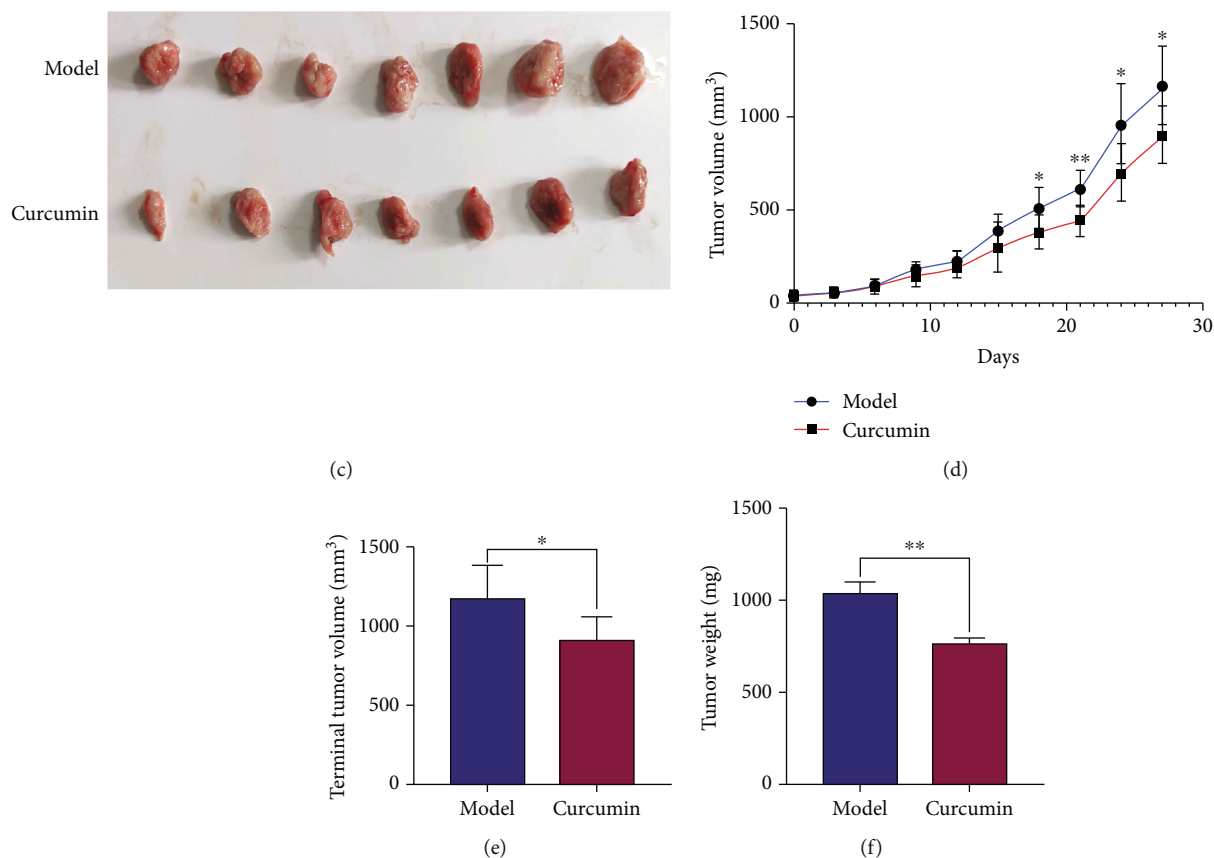 Model
Curcumin
(c)
Tumor volume (mm³)
1500
1000
500
0
*
**
*
*
0
10
20
30
Days
Model
Curcumin
(d)
Terminal tumor volume (mm³)
1500
1000
500
0
*
Model
Curcumin
(e)
Tumor weight (mg)
1500
1000
500
0
**
Model
Curcumin
(f)